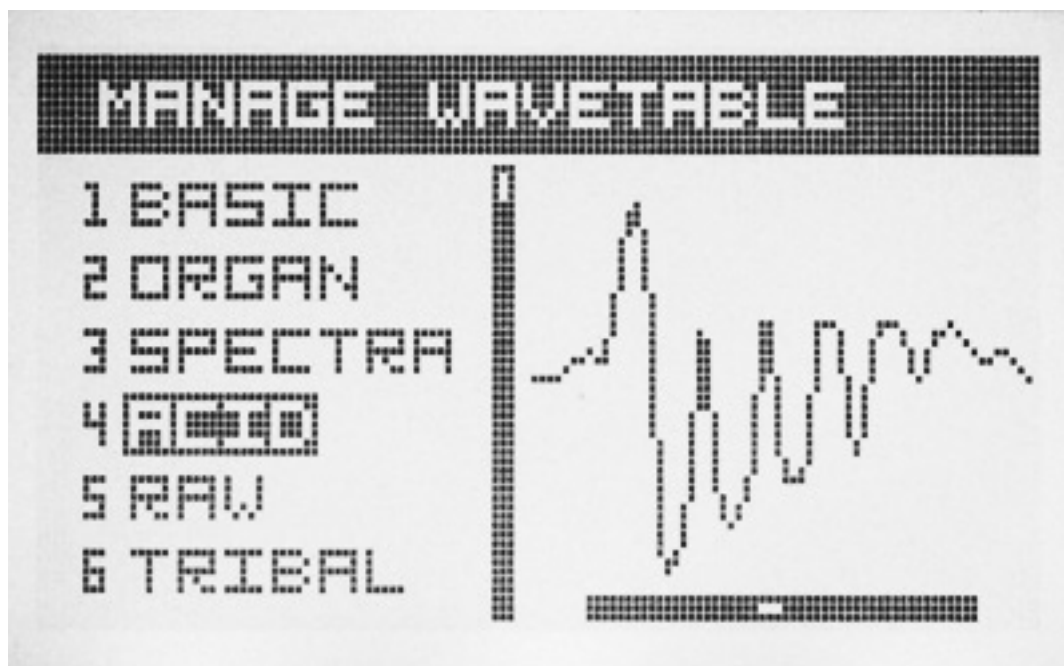 MANAGE WAVETABLE
1 BASIC
2 ORGAN
3 SPECTRA
4 ACID
5 RAW
6 TRIBAL